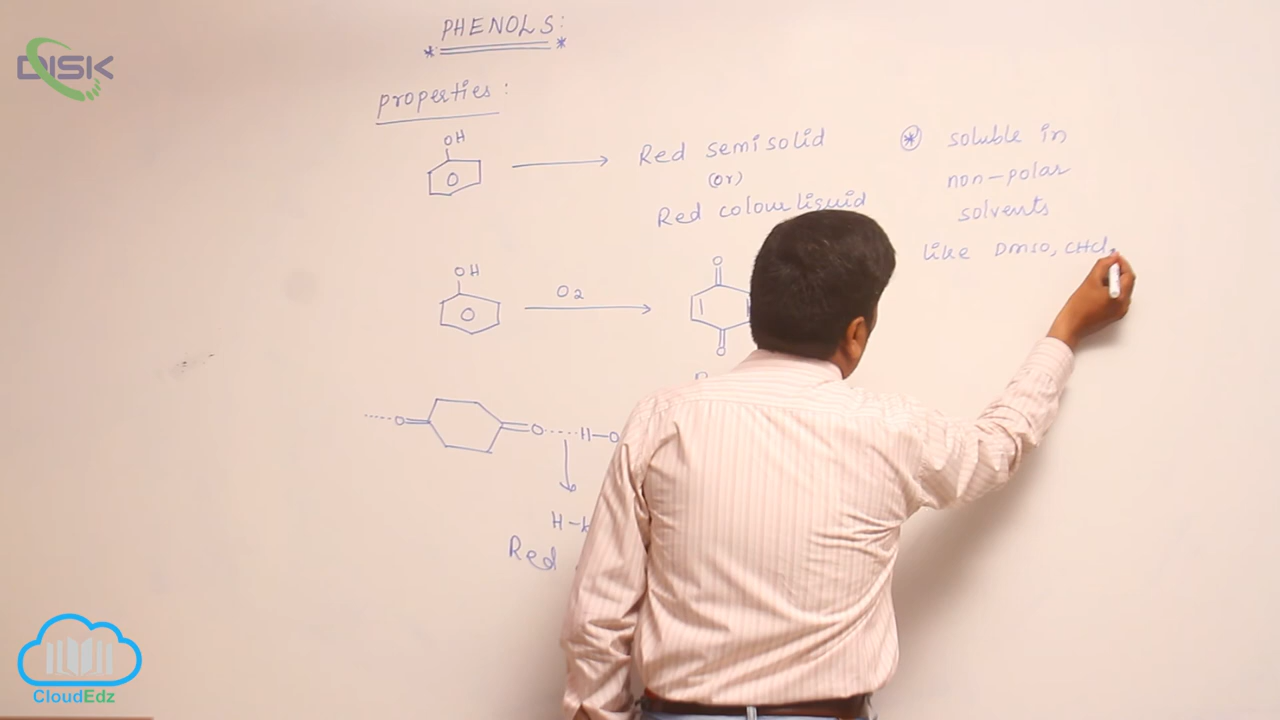 DISK
PHENOLS:
properties:
OH
Red semisolid
(or)
Red colour liquid
OH
O2
O
O
O
O
H-O
H-
Red
* soluble in
non-polar
solvents
like DMSO, CHCl
CloudEdz